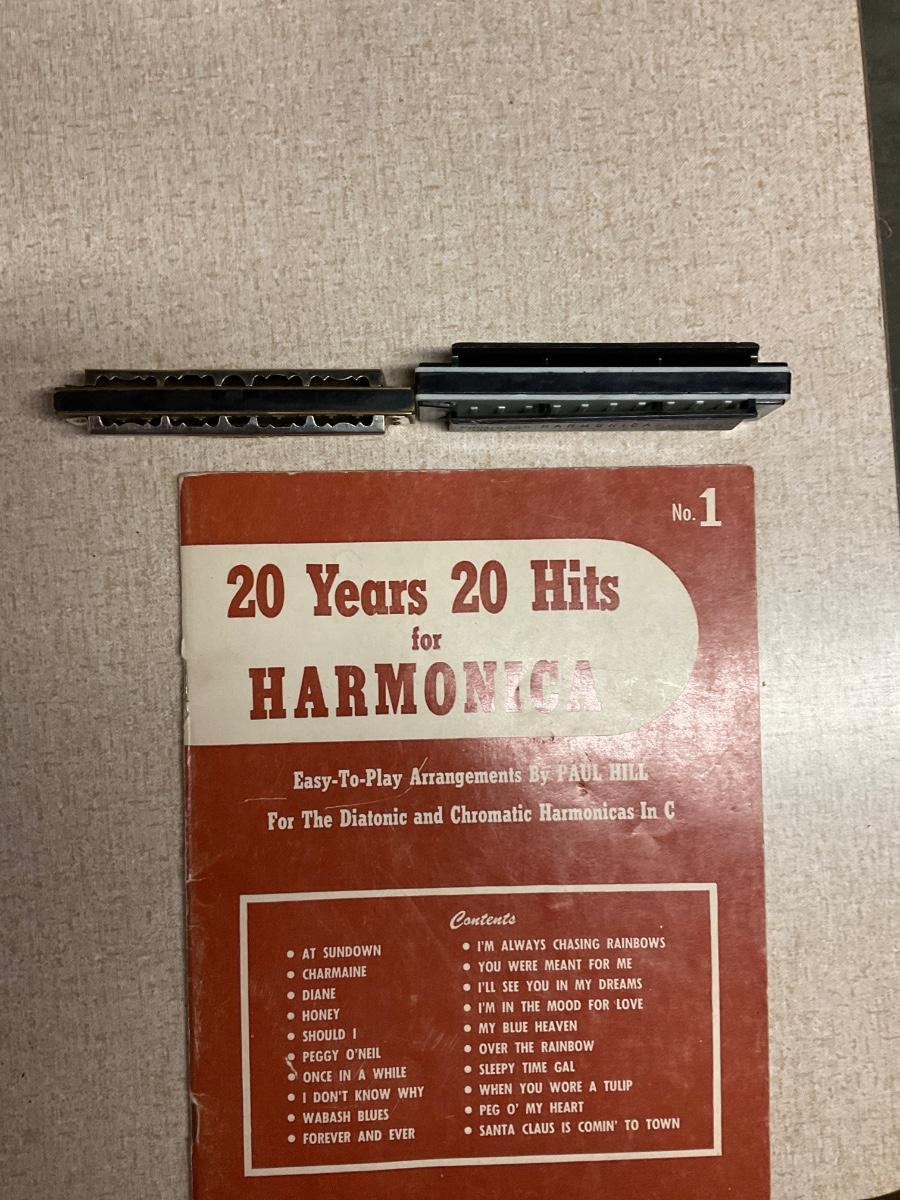 HARMONICA
No. 1
20 Years 20 Hits
for
HARMONICA
Easy-To-Play Arrangements By PAUL HILL
For The Diatonic and Chromatic Harmonicas In C
Contents
• AT SUNDOWN
• CHARMAINE
• DIANE
• HONEY
• SHOULD I
• PEGGY O'NEIL
• ONCE IN A WHILE
• I DON'T KNOW WHY
• WABASH BLUES
• FOREVER AND EVER
• I'M ALWAYS CHASING RAINBOWS
• YOU WERE MEANT FOR ME
• I'LL SEE YOU IN MY DREAMS
• I'M IN THE MOOD FOR LOVE
• MY BLUE HEAVEN
• OVER THE RAINBOW
• SLEEPY TIME GAL
• WHEN YOU WORE A TULIP
• PEG O' MY HEART
• SANTA CLAUS IS COMIN' TO TOWN